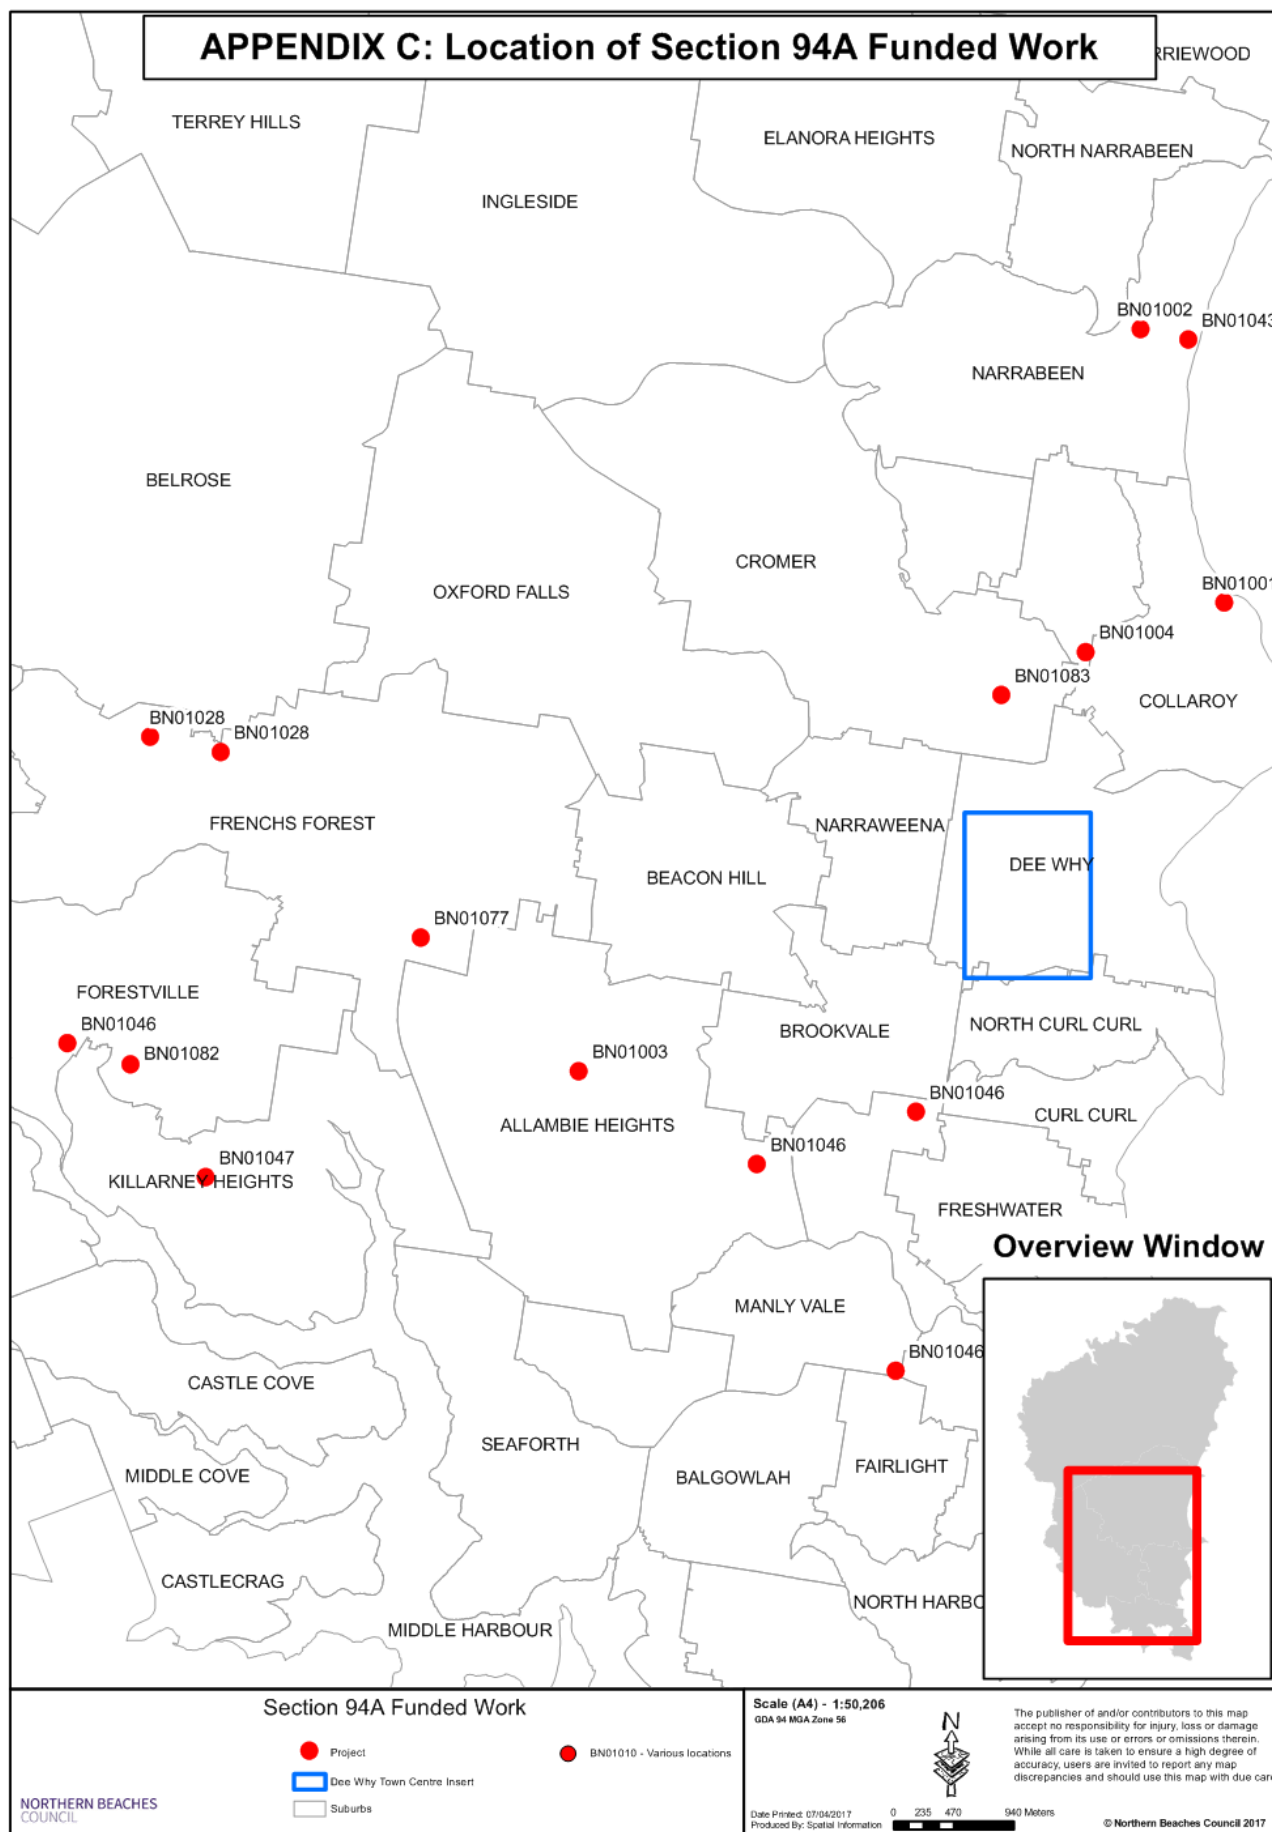 APPENDIX C: Location of Section 94A Funded Work
RRIEWOOD
TERREY HILLS
ELANORA HEIGHTS
NORTH NARRABEEN
INGLESIDE
BN01002
BN01043
NARRABEEN
BELROSE
CROMER
OXFORD FALLS
BN01001
BN01004
BN01083
COLLAROY
BN01028
BN01028
FRENCHS FOREST
NARRAWEENA
DEE WHY
BEACON HILL
BN01077
FORESTVILLE
BN01046
BN01082
BROOKVALE
NORTH CURL CURL
BN01003
BN01046
CURL CURL
ALLAMBIE HEIGHTS
BN01046
BN01047
KILLARNEY HEIGHTS
FRESHWATER
Overview Window
MANLY VALE
BN01046
CASTLE COVE
SEAFORTH
FAIRLIGHT
MIDDLE COVE
BALGOWLAH
CASTLECRAG
NORTH HARBO
MIDDLE HARBOUR
Section 94A Funded Work
Project
BN01010 - Various locations
Dee Why Town Centre Insert
Suburbs
NORTHERN BEACHES
COUNCIL
Scale (A4) - 1:50,206
GDA 94 MGA Zone 56
N
Date Printed: 07/04/2017
Produced By: Spatial Information
0 235 470 940 Meters
The publisher of and/or contributors to this map
accept no responsibility for injury, loss or damage
arising from its use or errors or omissions therein.
While all care is taken to ensure a high degree of
accuracy, users are invited to report any map
discrepancies and should use this map with due care
© Northern Beaches Council 2017